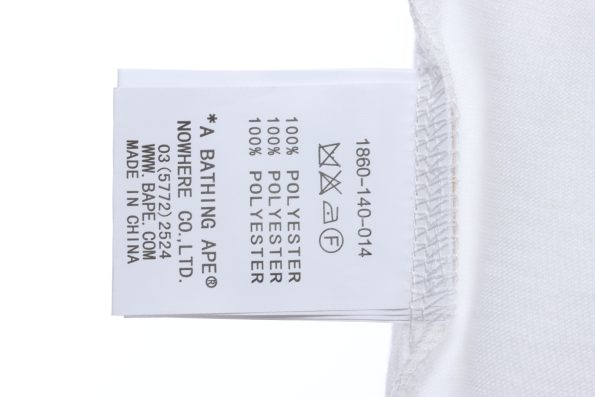 1860-140-014
F
100% POLYESTER
100% POLYESTER
100% POLYESTER
*A BATHING APE®
NOWHERE CO.,LTD.
03(5772)2524
WWW.BAPE.COM
MADE IN CHINA